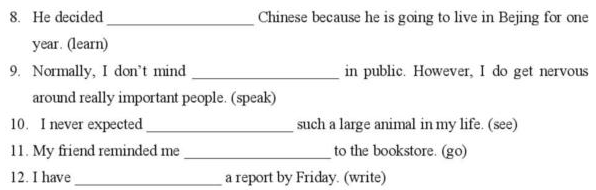 8. He decided ____________________ Chinese because he is going to live in Bejing for one
year. (learn)
9. Normally, I don't mind ____________________ in public. However, I do get nervous
around really important people. (speak)
10. I never expected ____________________ such a large animal in my life. (see)
11. My friend reminded me ____________________ to the bookstore. (go)
12. I have ____________________ a report by Friday. (write)